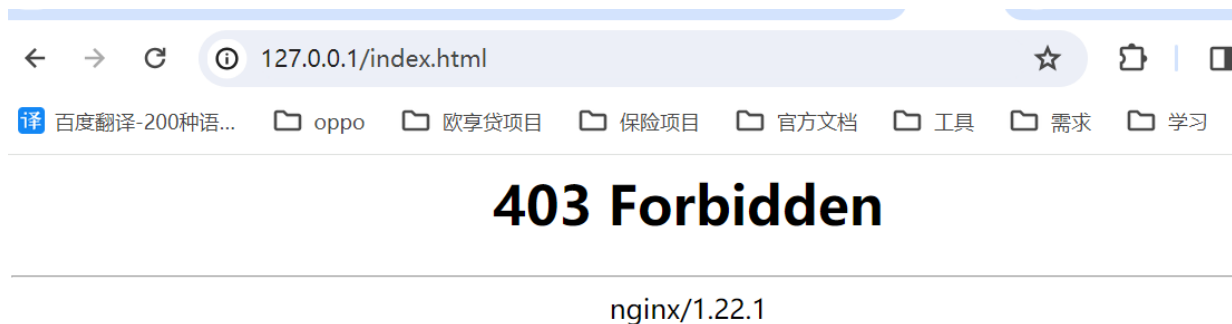 127.0.0.1/index.html
译 百度翻译-200种语... oppo 欧享贷项目 保险项目 官方文档 工具 需求 学习
403 Forbidden
nginx/1.22.1